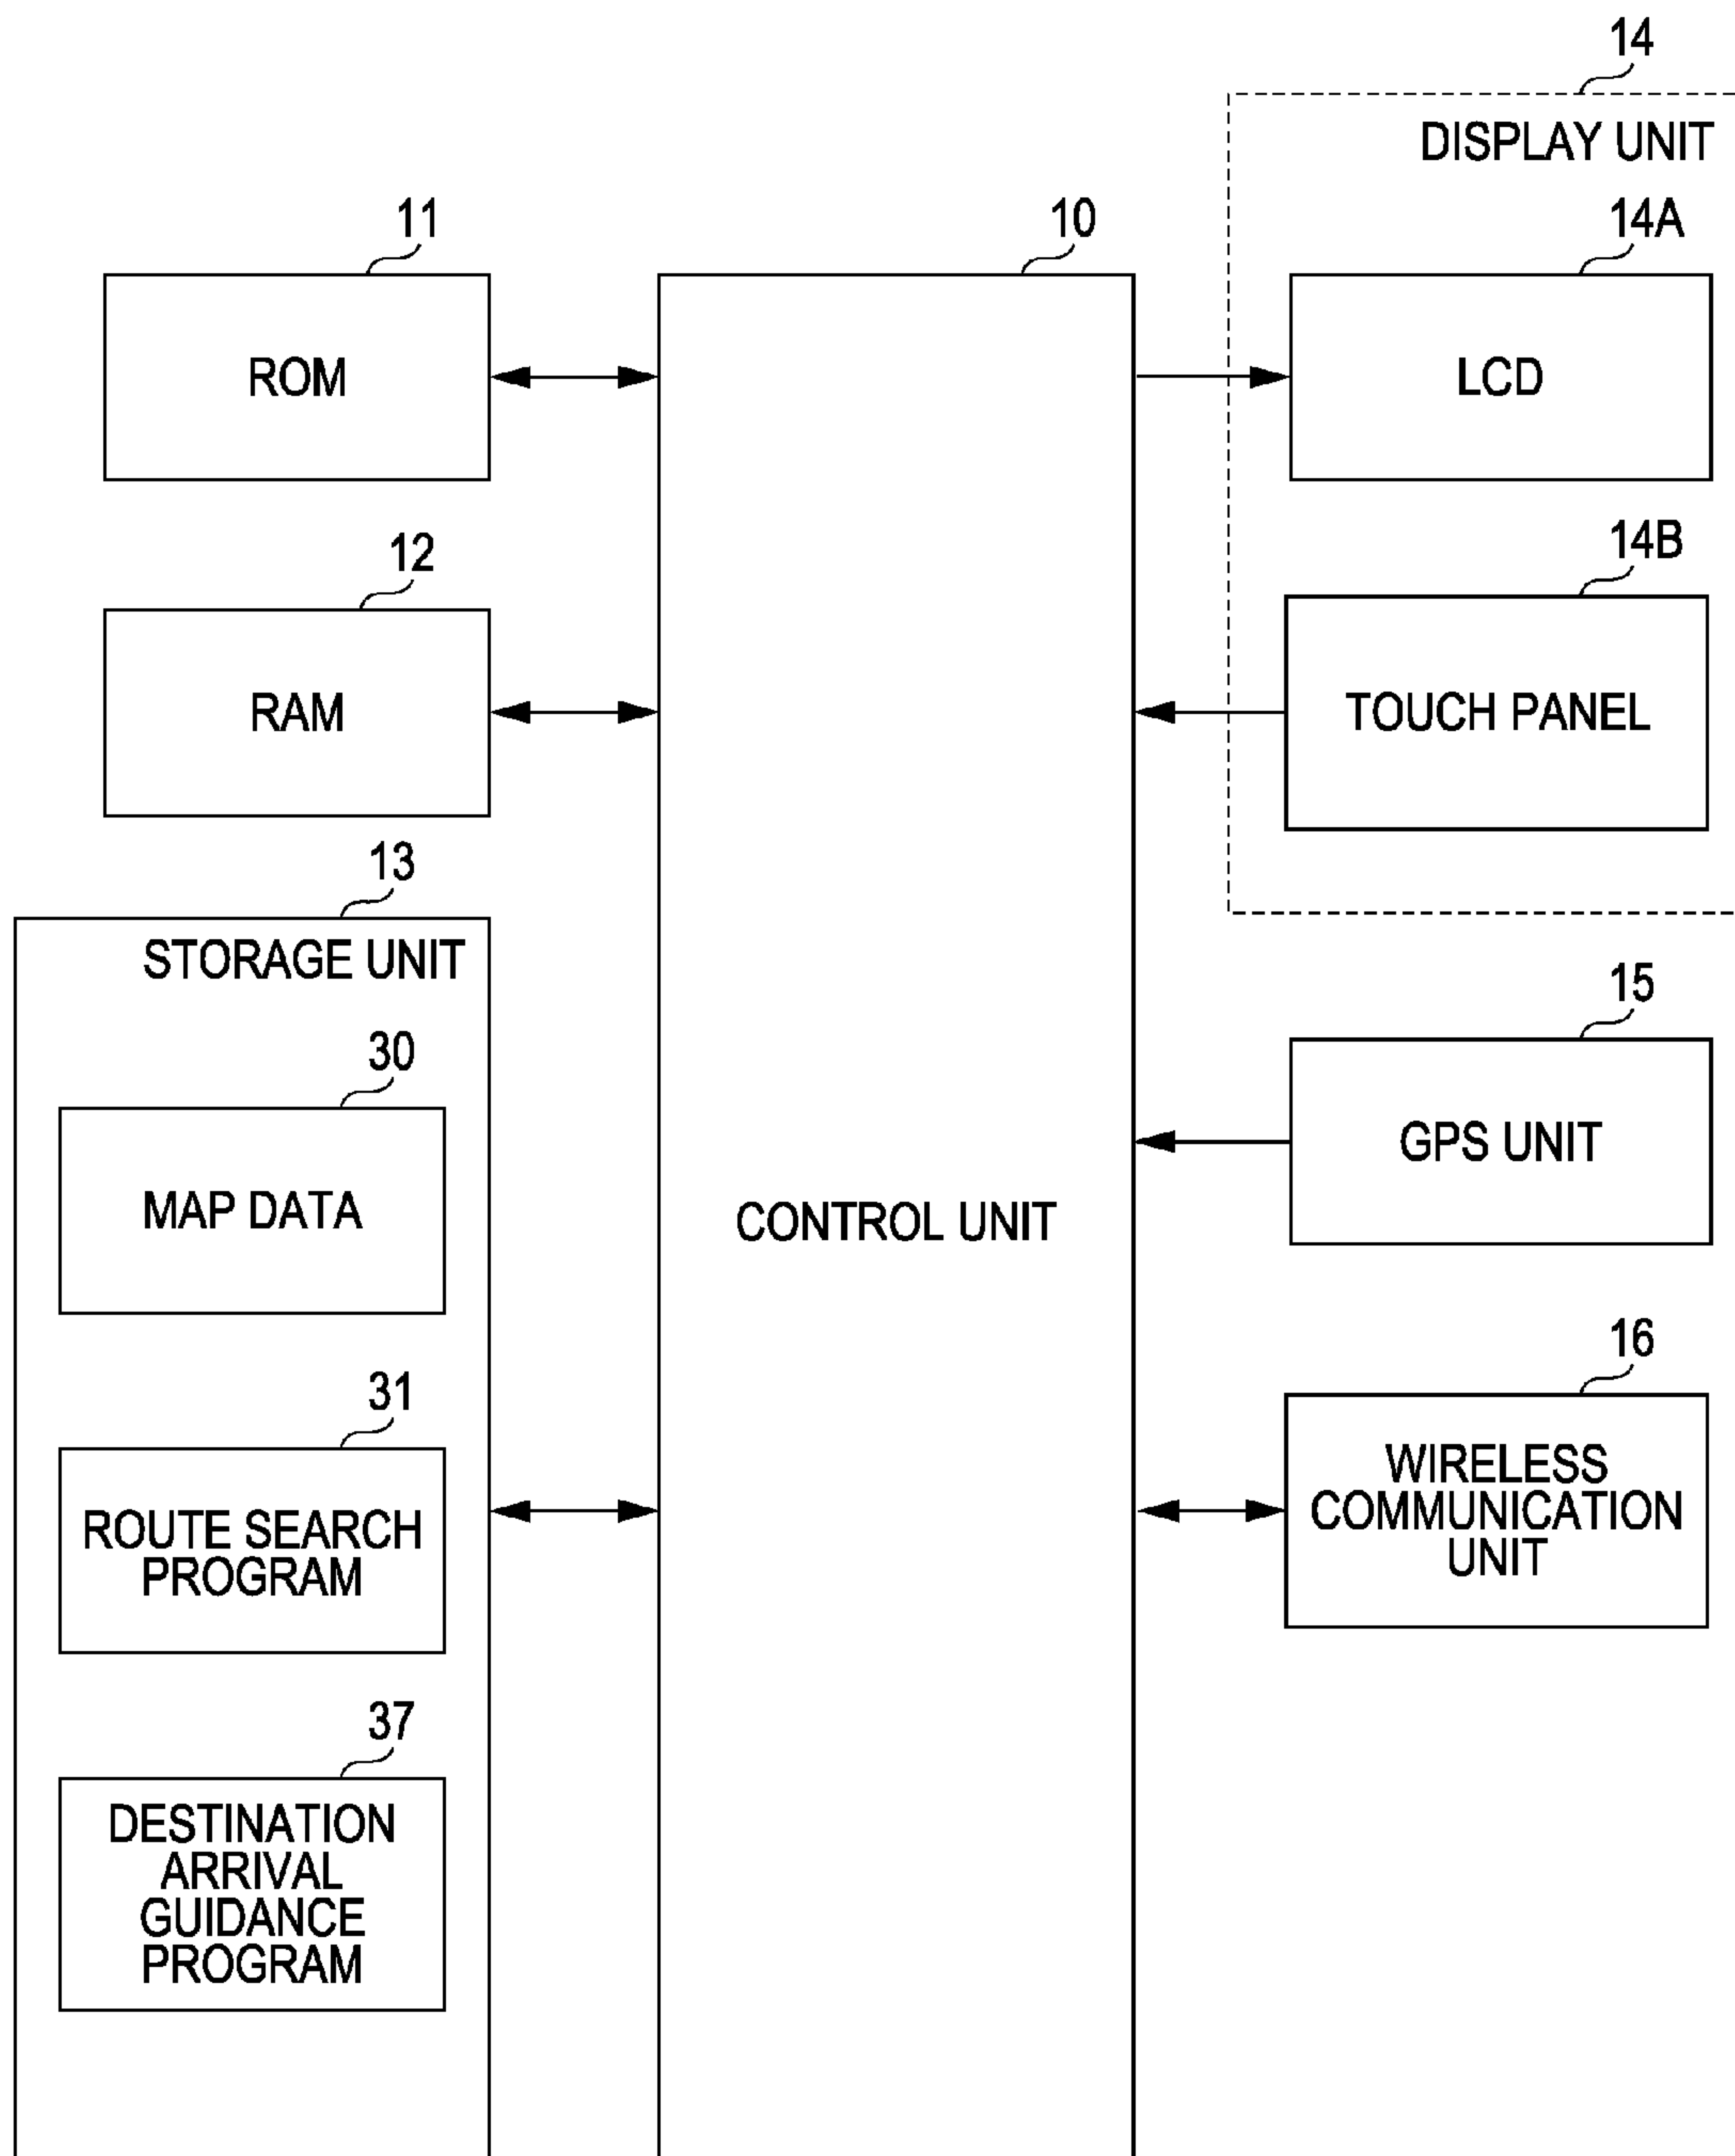 14
DISPLAY UNIT
11
10
14A
ROM
LCD
12
14B
RAM
TOUCH PANEL
13
STORAGE UNIT
15
30
GPS UNIT
MAP DATA
CONTROL UNIT
16
31
WIRELESS
COMMUNICATION
UNIT
ROUTE SEARCH
PROGRAM
37
DESTINATION
ARRIVAL
GUIDANCE
PROGRAM